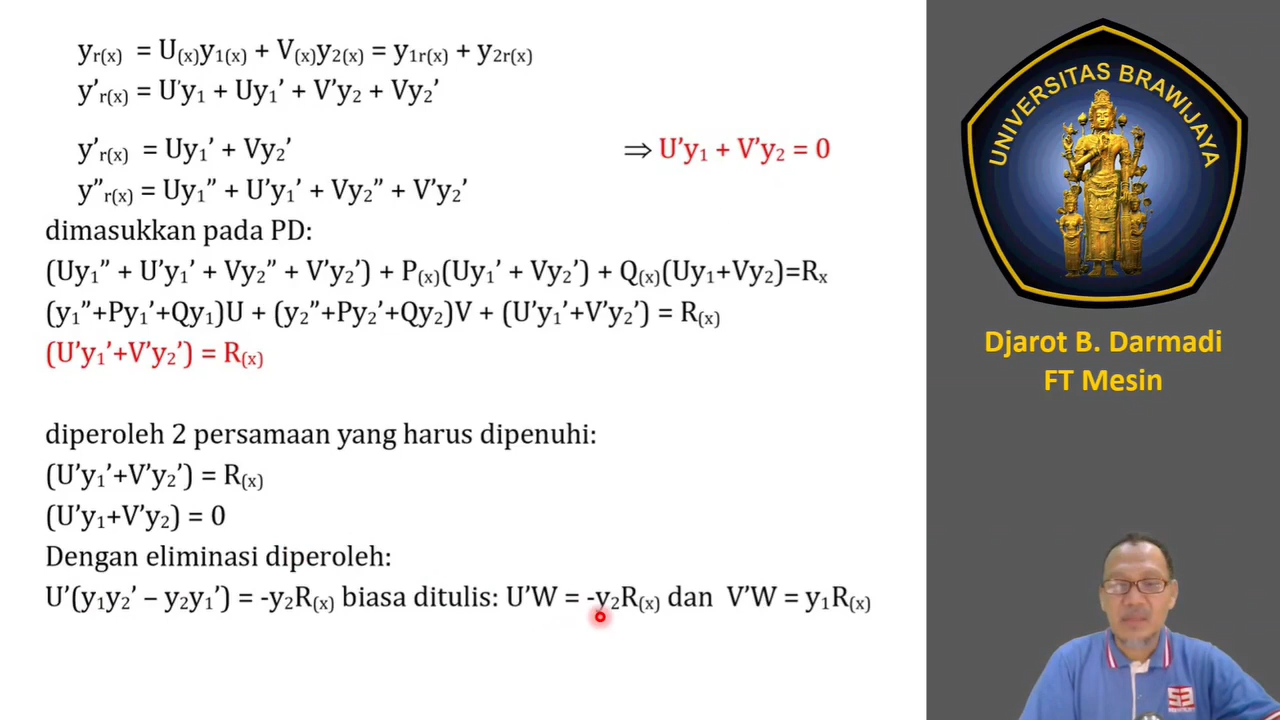 yr(x) = U(x)y1(x) + V(x)y2(x) = y1r(x) + y2r(x)
y’r(x) = U’y1 + Uy1’ + V’y2 + Vy2’
y’r(x) = Uy1’ + Vy2’ ⇒ U’y1 + V’y2 = 0
y”r(x) = Uy1” + U’y1’ + Vy2” + V’y2’
dimasukkan pada PD:
(Uy1” + U’y1’ + Vy2” + V’y2’) + P(x)(Uy1’ + Vy2’) + Q(x)(Uy1+Vy2)=Rx
(y1”+Py1’+Qy1)U + (y2”+Py2’+Qy2)V + (U’y1’+V’y2’) = R(x)
(U’y1’+V’y2’) = R(x)
diperoleh 2 persamaan yang harus dipenuhi:
(U’y1’+V’y2’) = R(x)
(U’y1+V’y2) = 0
Dengan eliminasi diperoleh:
U’(y1y2’ – y2y1’) = -y2R(x) biasa ditulis: U’W = -y2R(x) dan V’W = y1R(x)
UNIVERSITAS BRAWIJAYA
Djarot B. Darmadi
FT Mesin